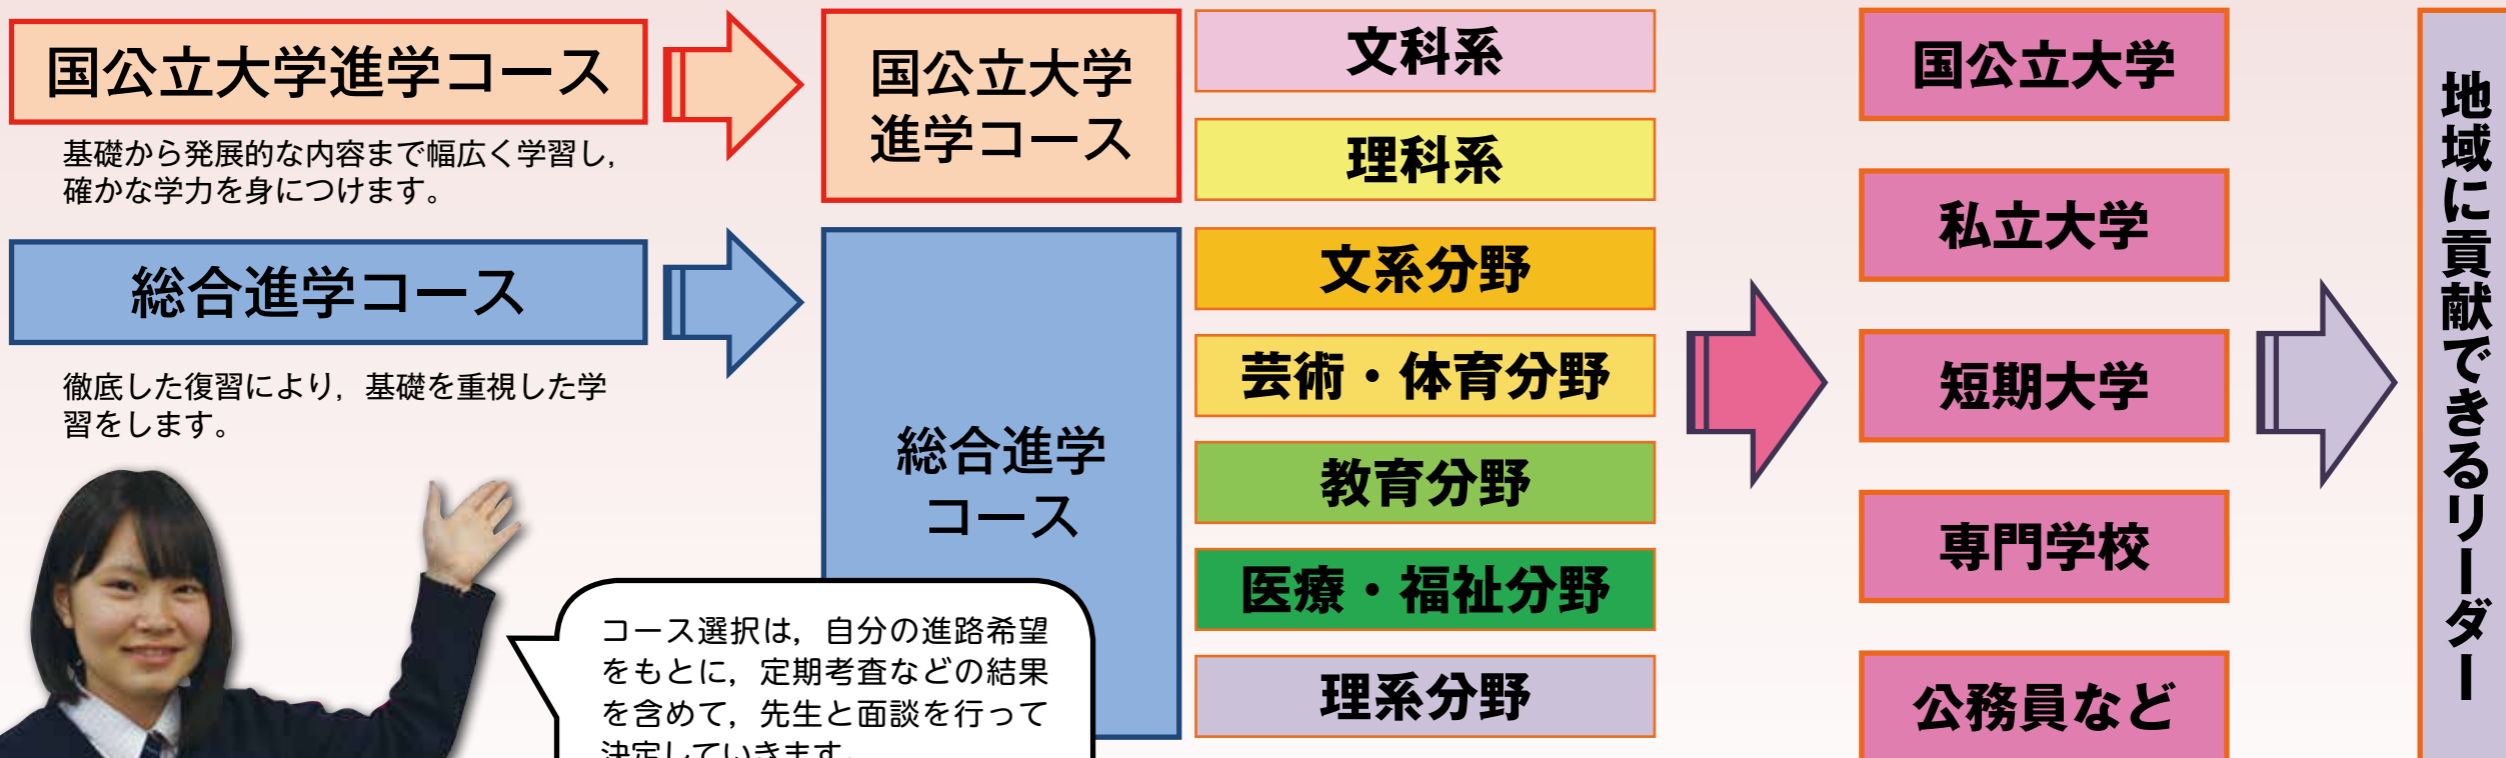 国公立大学進学コース
基礎から発展的な内容まで幅広く学習し,
確かな学力を身につけます。
総合進学コース
徹底した復習により, 基礎を重視した学
習をします。
コース選択は, 自分の進路希望
をもとに, 定期考査などの結果
を含めて, 先生と面談を行って
決定していきます。
国公立大学
進学コース
総合進学
コース
文科系
理科系
文系分野
芸術・体育分野
教育分野
医療・福祉分野
理系分野
国公立大学
私立大学
短期大学
専門学校
公務員など
地域に貢献できるリーダー